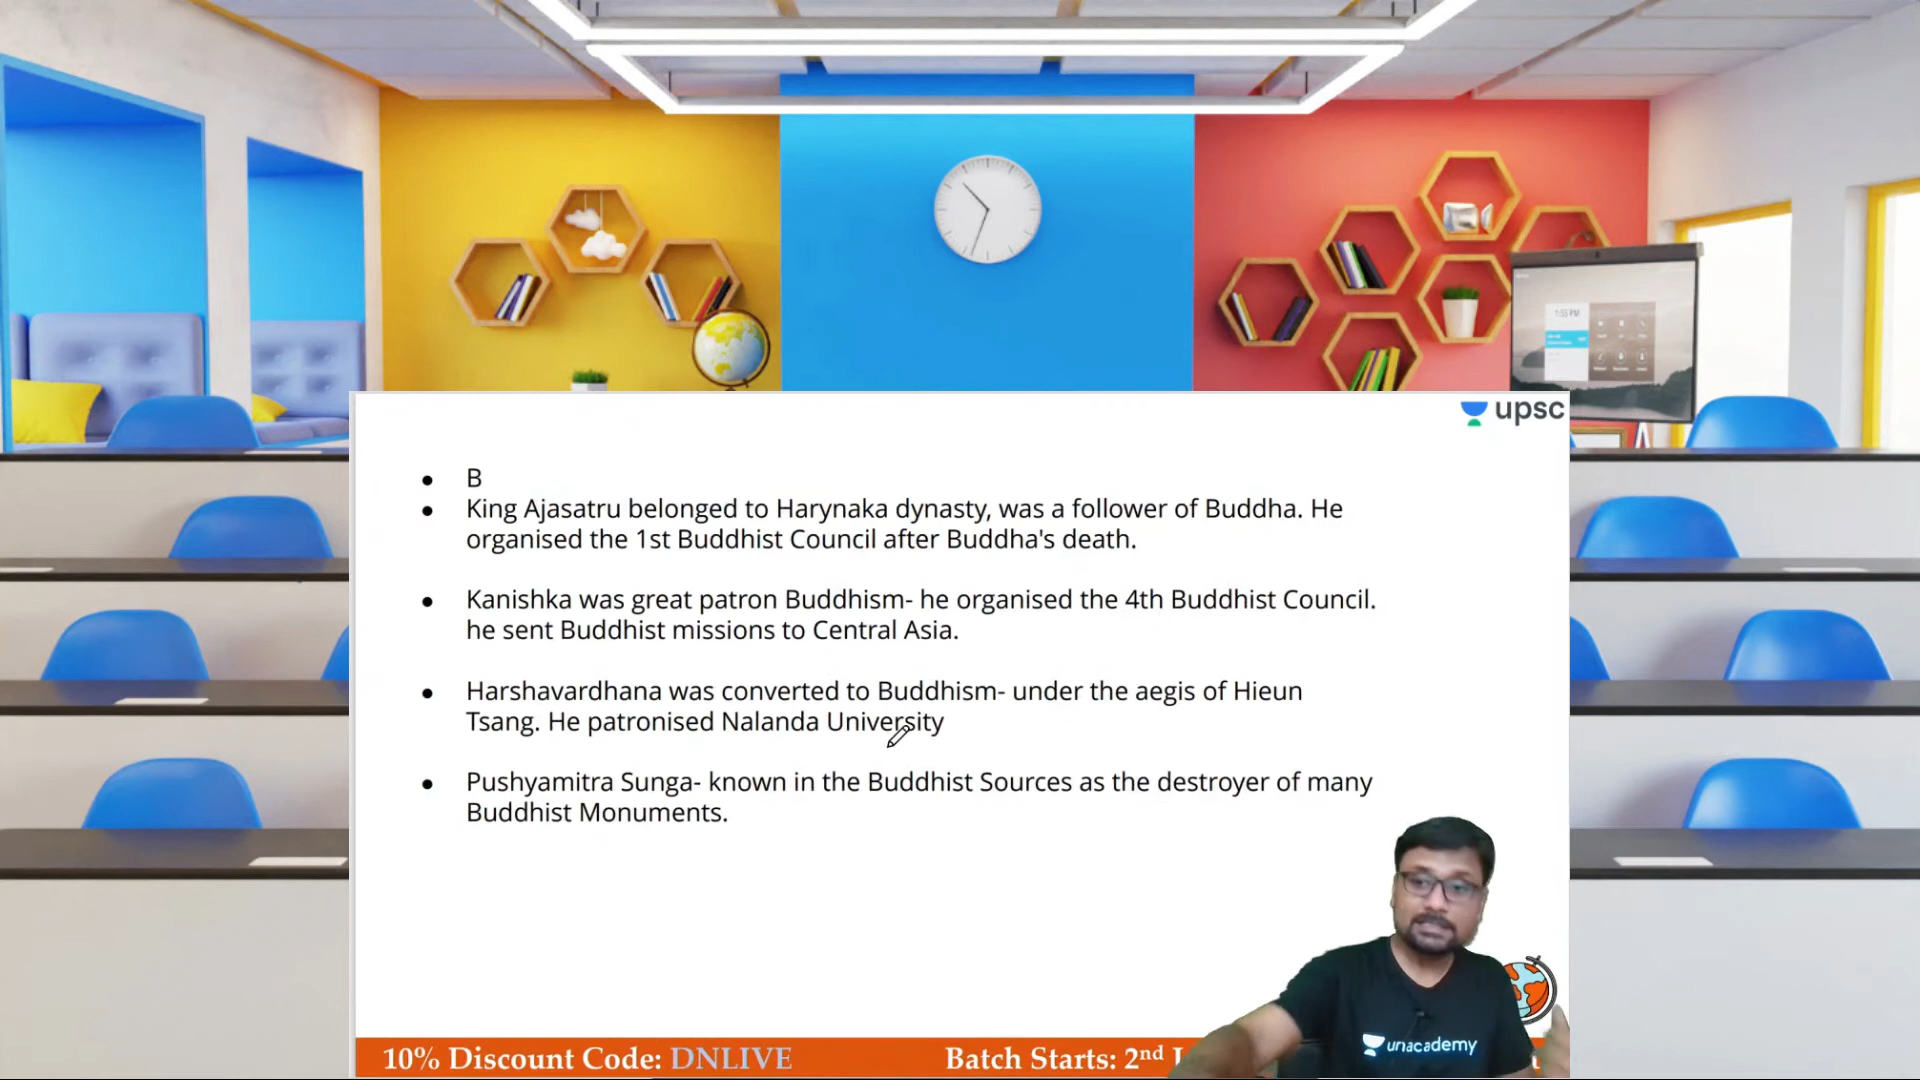 1:55 PM
upsc
B
King Ajasatru belonged to Harynaka dynasty, was a follower of Buddha. He
organised the 1st Buddhist Council after Buddha's death.
Kanishka was great patron Buddhism- he organised the 4th Buddhist Council.
he sent Buddhist missions to Central Asia.
Harshavardhana was converted to Buddhism- under the aegis of Hieun
Tsang. He patronised Nalanda University
Pushyamitra Sunga- known in the Buddhist Sources as the destroyer of many
Buddhist Monuments.
unacademy
10% Discount Code: DNLIVE
Batch Starts: 2nd J